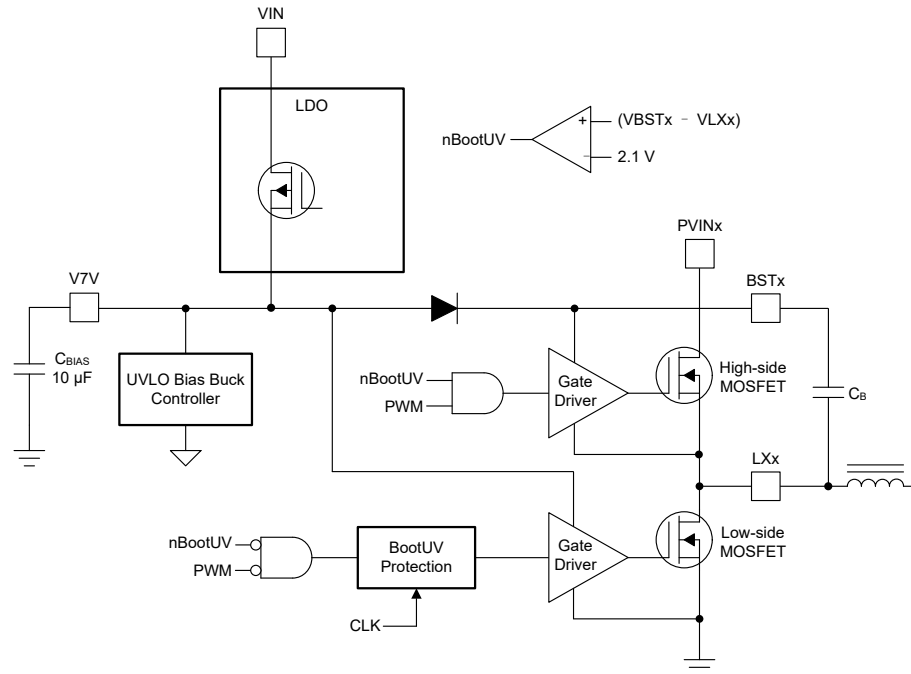 VIN
LDO
nBootUV
+
(VBSTx - VLXx)
-
2.1 V
PVINx
V7V
BSTx
CBIAS
10 µF
UVLO Bias Buck
Controller
nBootUV
PWM
Gate
Driver
High-side
MOSFET
CB
LXx
nBootUV
PWM
BootUV
Protection
Gate
Driver
Low-side
MOSFET
CLK